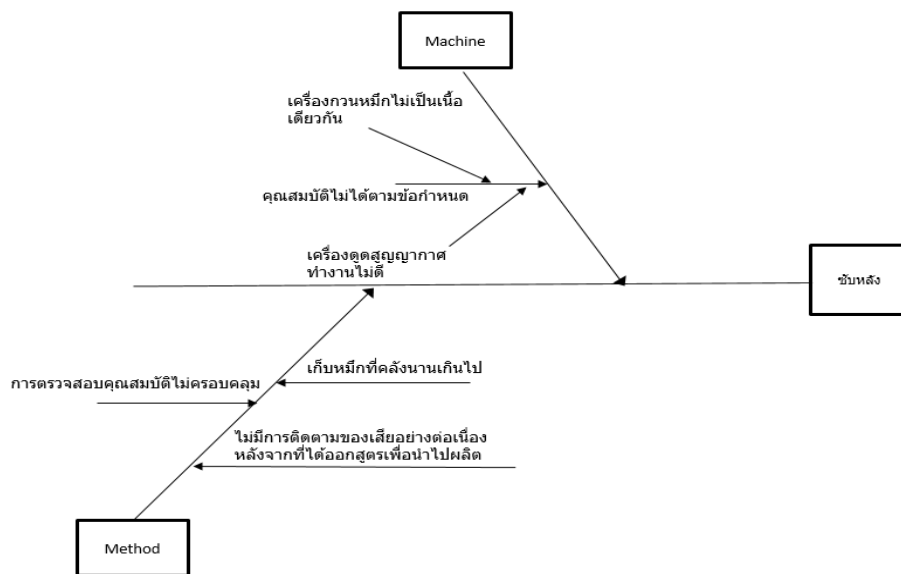 Machine
เครื่องกวนหมึกไม่เป็นเนื้อ
เดียวกัน
คุณสมบัติไม่ได้ตามข้อกำหนด
เครื่องดูดสูญญากาศ
ทำงานไม่ดี
ซับหลัง
เก็บหมึกที่คลังนานเกินไป
การตรวจสอบคุณสมบัติไม่ครอบคลุม
ไม่มีการติดตามของเสียอย่างต่อเนื่อง
หลังจากที่ได้ออกสูตรเพื่อนำไปผลิต
Method